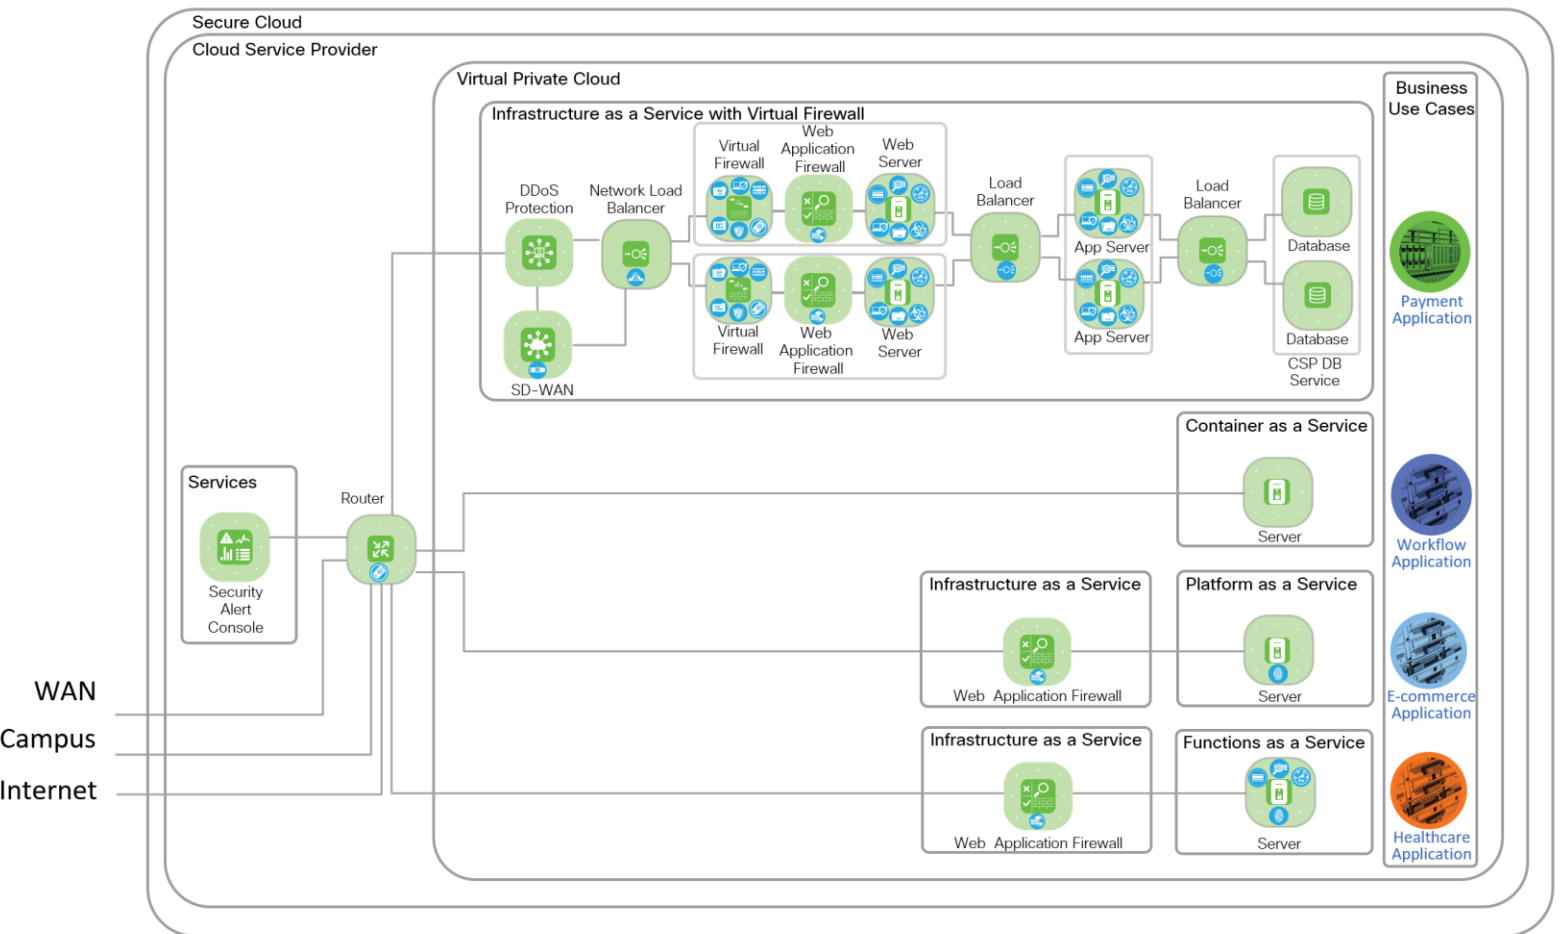 Secure Cloud
Cloud Service Provider
Virtual Private Cloud
Business
Use Cases
Infrastructure as a Service with Virtual Firewall
Virtual
Firewall
Web
Application
Firewall
Web
Server
DDoS
Protection
Network Load
Balancer
Load
Balancer
Load
Balancer
App Server
Database
SD-WAN
Virtual
Firewall
Web
Application
Firewall
Web
Server
App Server
Database
CSP DB
Service
Payment
Application
Container as a Service
Server
Workflow
Application
Services
Security
Alert
Console
Router
Infrastructure as a Service
Web Application Firewall
Platform as a Service
Server
E-commerce
Application
Infrastructure as a Service
Web Application Firewall
Functions as a Service
Server
Healthcare
Application
WAN
Campus
Internet